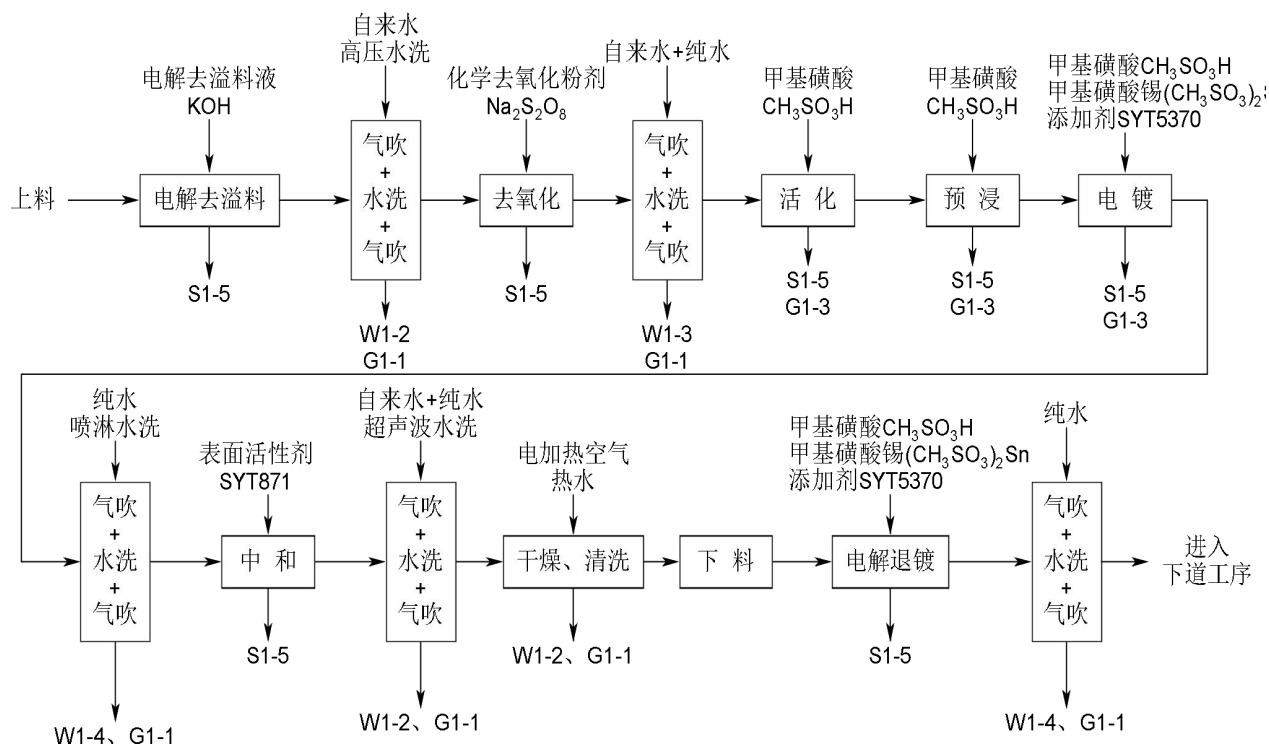 上料
电解去溢料液
KOH
电解去溢料
S1-5
自来水
高压水洗
气吹
+
水洗
+
气吹
W1-2
G1-1
化学去氧化粉剂
Na₂S₂O₈
去氧化
S1-5
自来水+纯水
气吹
+
水洗
+
气吹
W1-3
G1-1
甲基磺酸
CH₃SO₃H
活 化
S1-5
G1-3
甲基磺酸
CH₃SO₃H
预 浸
S1-5
G1-3
甲基磺酸CH₃SO₃H
甲基磺酸锡(CH₃SO₃)₂S
添加剂SYT5370
电 镀
S1-5
G1-3
纯水
喷淋水洗
气吹
+
水洗
+
气吹
W1-4、G1-1
表面活性剂
SYT871
中 和
S1-5
自来水+纯水
超声波水洗
气吹
+
水洗
+
气吹
W1-2、G1-1
电加热空气
热水
干燥、清洗
W1-2、G1-1
下 料
甲基磺酸CH₃SO₃H
甲基磺酸锡(CH₃SO₃)₂Sn
添加剂SYT5370
电解退镀
S1-5
纯水
气吹
+
水洗
+
气吹
W1-4、G1-1
进入
下道工序